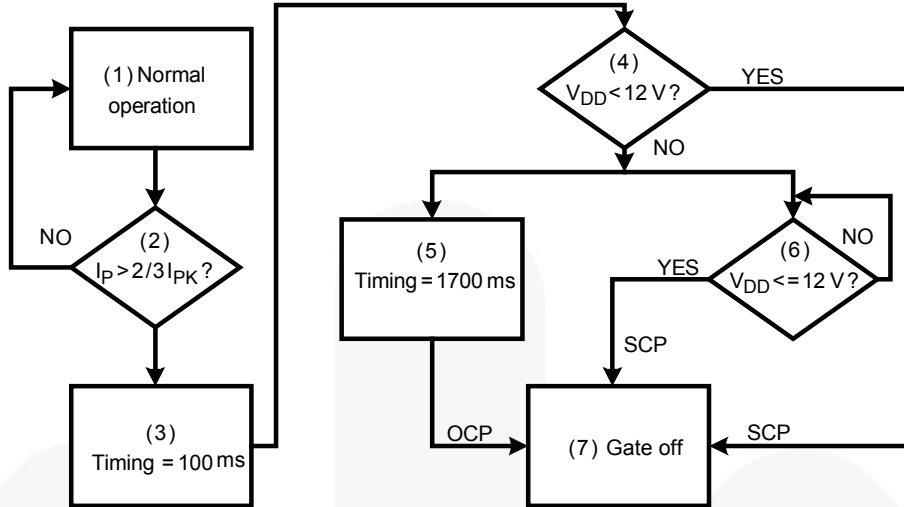 (1) Normal
operation
NO
(2)
IP > 2/3 IPK ?
(3)
Timing = 100 ms
(4)
VDD < 12 V ?
YES
NO
(5)
Timing = 1700 ms
(6)
VDD <= 12 V ?
NO
YES
SCP
OCP
(7) Gate off
SCP